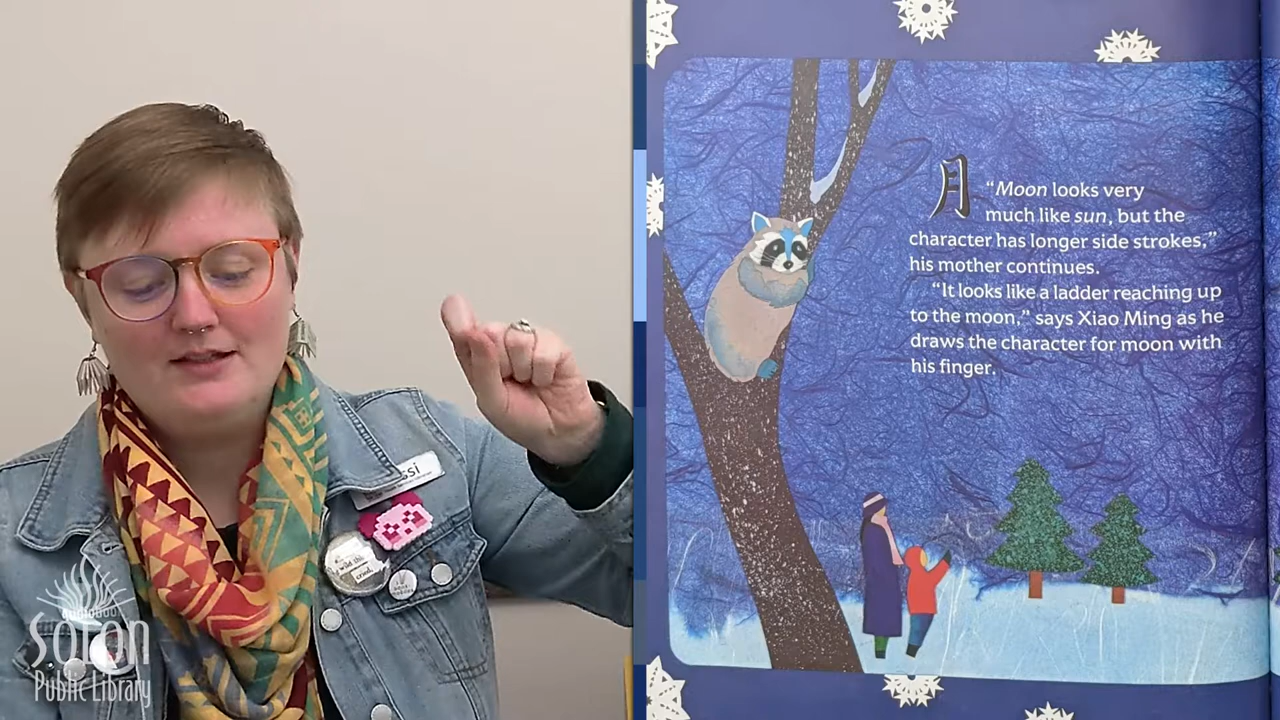 月
“Moon looks very
much like sun, but the
character has longer side strokes,”
his mother continues.
“It looks like a ladder reaching up
to the moon,” says Xiao Ming as he
draws the character for moon with
his finger.
Solon
Public Library